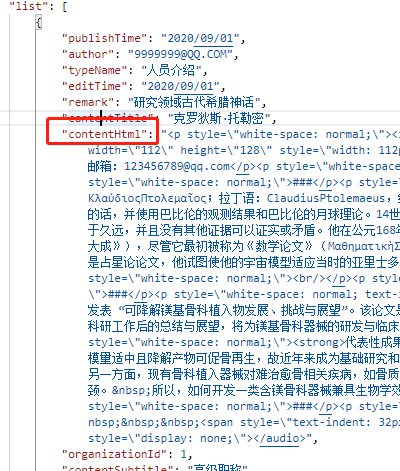 "list": [
{
"publishTime": "2020/09/01",
"author": "9999999@QQ.COM",
"typeName": "人员介绍",
"editTime": "2020/09/01",
"remark": "研究领域古代希腊神话",
"contentTitle": "克罗狄斯·托勒密",
"contentHtml": "<p style=\"white-space: normal;\"><i
width=\"112\" height=\"128\" style=\"width: 112p
邮箱: 123456789@qq.com</p><p style=\"white-space
style=\"white-space: normal;\">###</p><p style=\
ΚλαύδιοςΠτολεμαῖος; 拉丁语: ClaudiusPtolemaeus, 纟
的话，并使用巴比伦的观测结果和巴比伦的月球理论。14世
于久远，并且没有其他证据可以证实或矛盾。他在公元168年
大成》），尽管它最初被称为《数学论文》（ΜαθηματικὴΣ
是占星论论文，他试图使他的宇宙模型适应当时的亚里士多
style=\"white-space: normal;\"><br/></p><p style
\">###</p><p style=\"white-space: normal; text-i
发表 “可降解镁基骨科植入物发展、挑战与展望”。该论文是
科研工作后的总结与展望，将为镁基骨科器械的研发与临床
style=\"white-space: normal;\"><strong>代表性成果
模量适中且降解产物可促骨再生，故近年来成为基础研究和
另一方面，现有骨科植入器械对难治愈骨相关疾病，如骨质
颈。&nbsp;所以，如何开发一类含镁骨科器械兼具生物学效
style=\"white-space: normal;\">###</p><p style=\
nbsp;&nbsp;&nbsp;<span style=\"text-indent: 32px
style=\"display: none;\"></audio>",
"organizationId": 1,
"contentSubtitle": "高级职称"